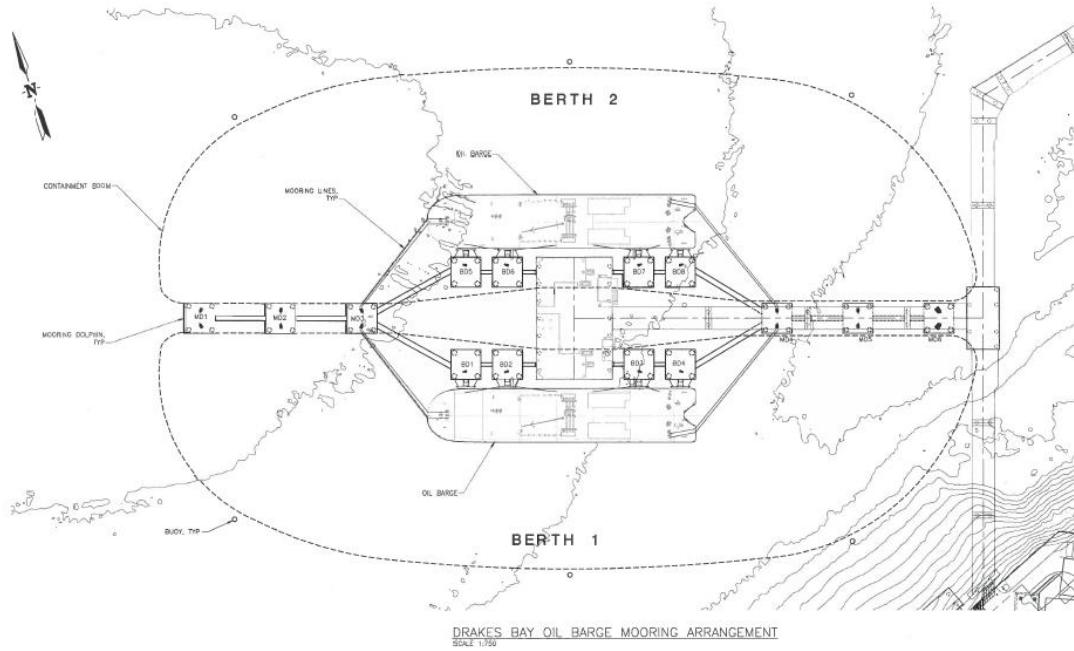 BERTH 2
N
OIL BARGE
CONTAINMENT BOOM
MOORING LINES,
TYP
BD5
BD6
BD7
BD8
MD1
MD2
MD3
MD4
MD5
MD6
MOORING DOLPHIN,
TYP
BD1
BD2
BD3
BD4
OIL BARGE
BUOY, TYP
BERTH 1
DRAKES BAY OIL BARGE MOORING ARRANGEMENT
SCALE 1:750